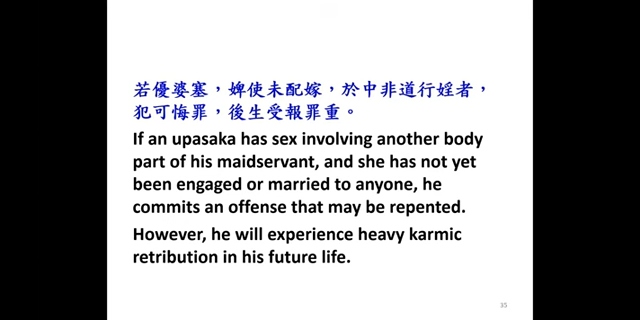 若優婆塞，婢使未配嫁，於中非道行婬者，
犯可悔罪，後生受報罪重。
If an upasaka has sex involving another body
part of his maidservant, and she has not yet
been engaged or married to anyone, he
commits an offense that may be repented.
However, he will experience heavy karmic
retribution in his future life.
35